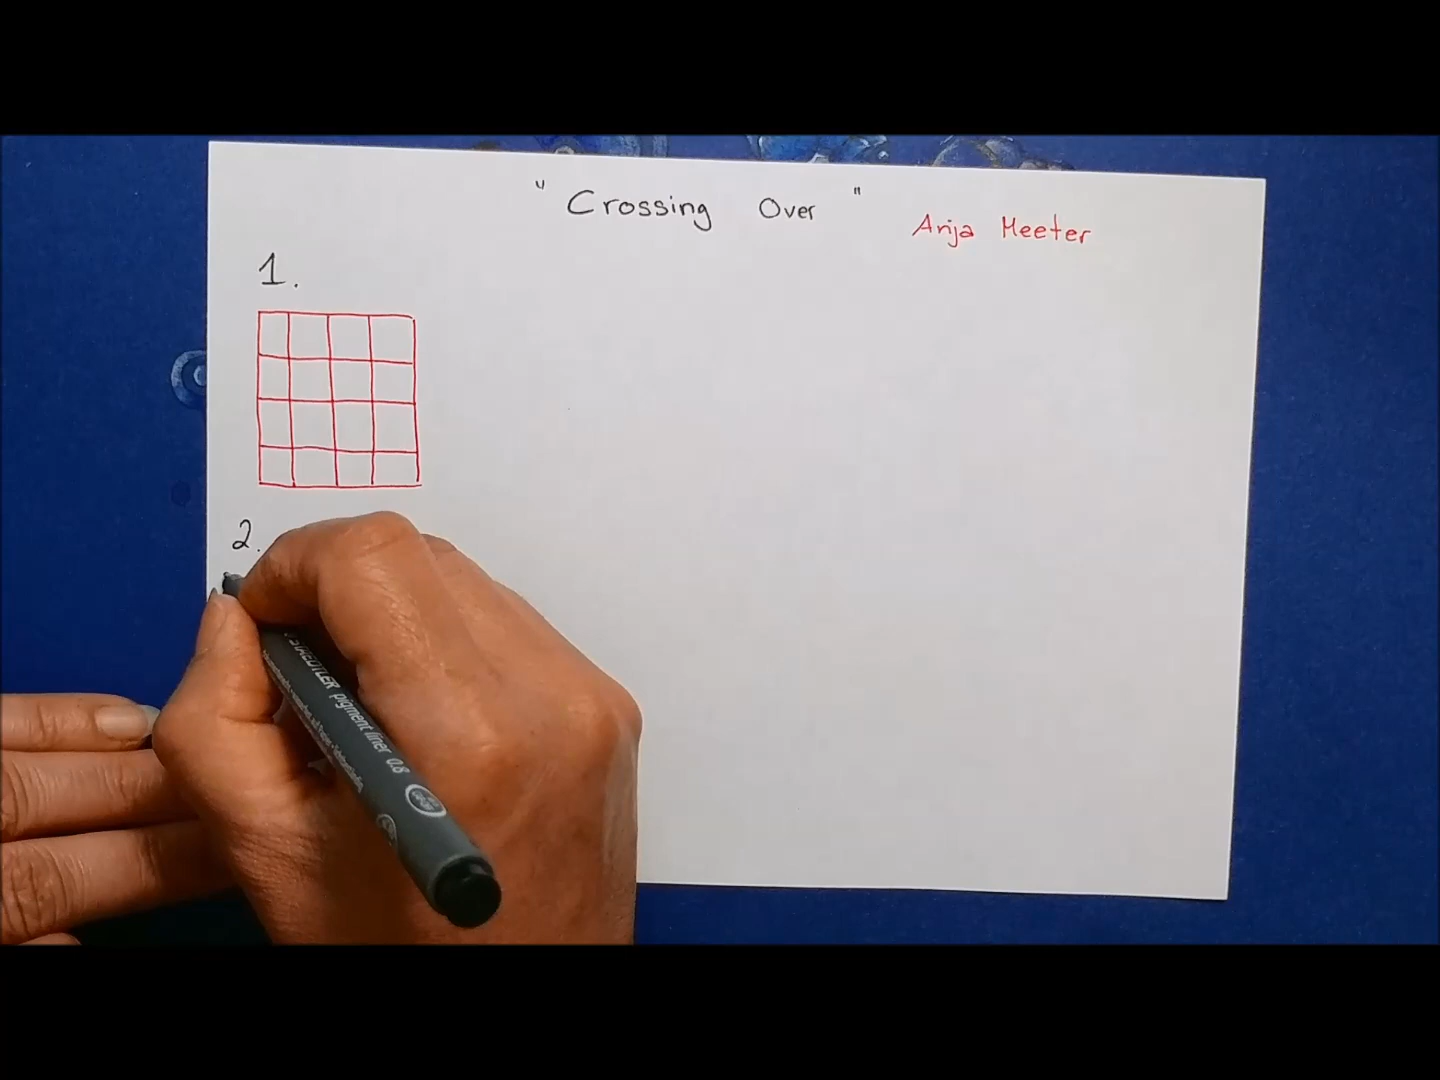 "Crossing Over"
Anja Meeter
1.
2.
STAEDTLER pigment liner 0.8